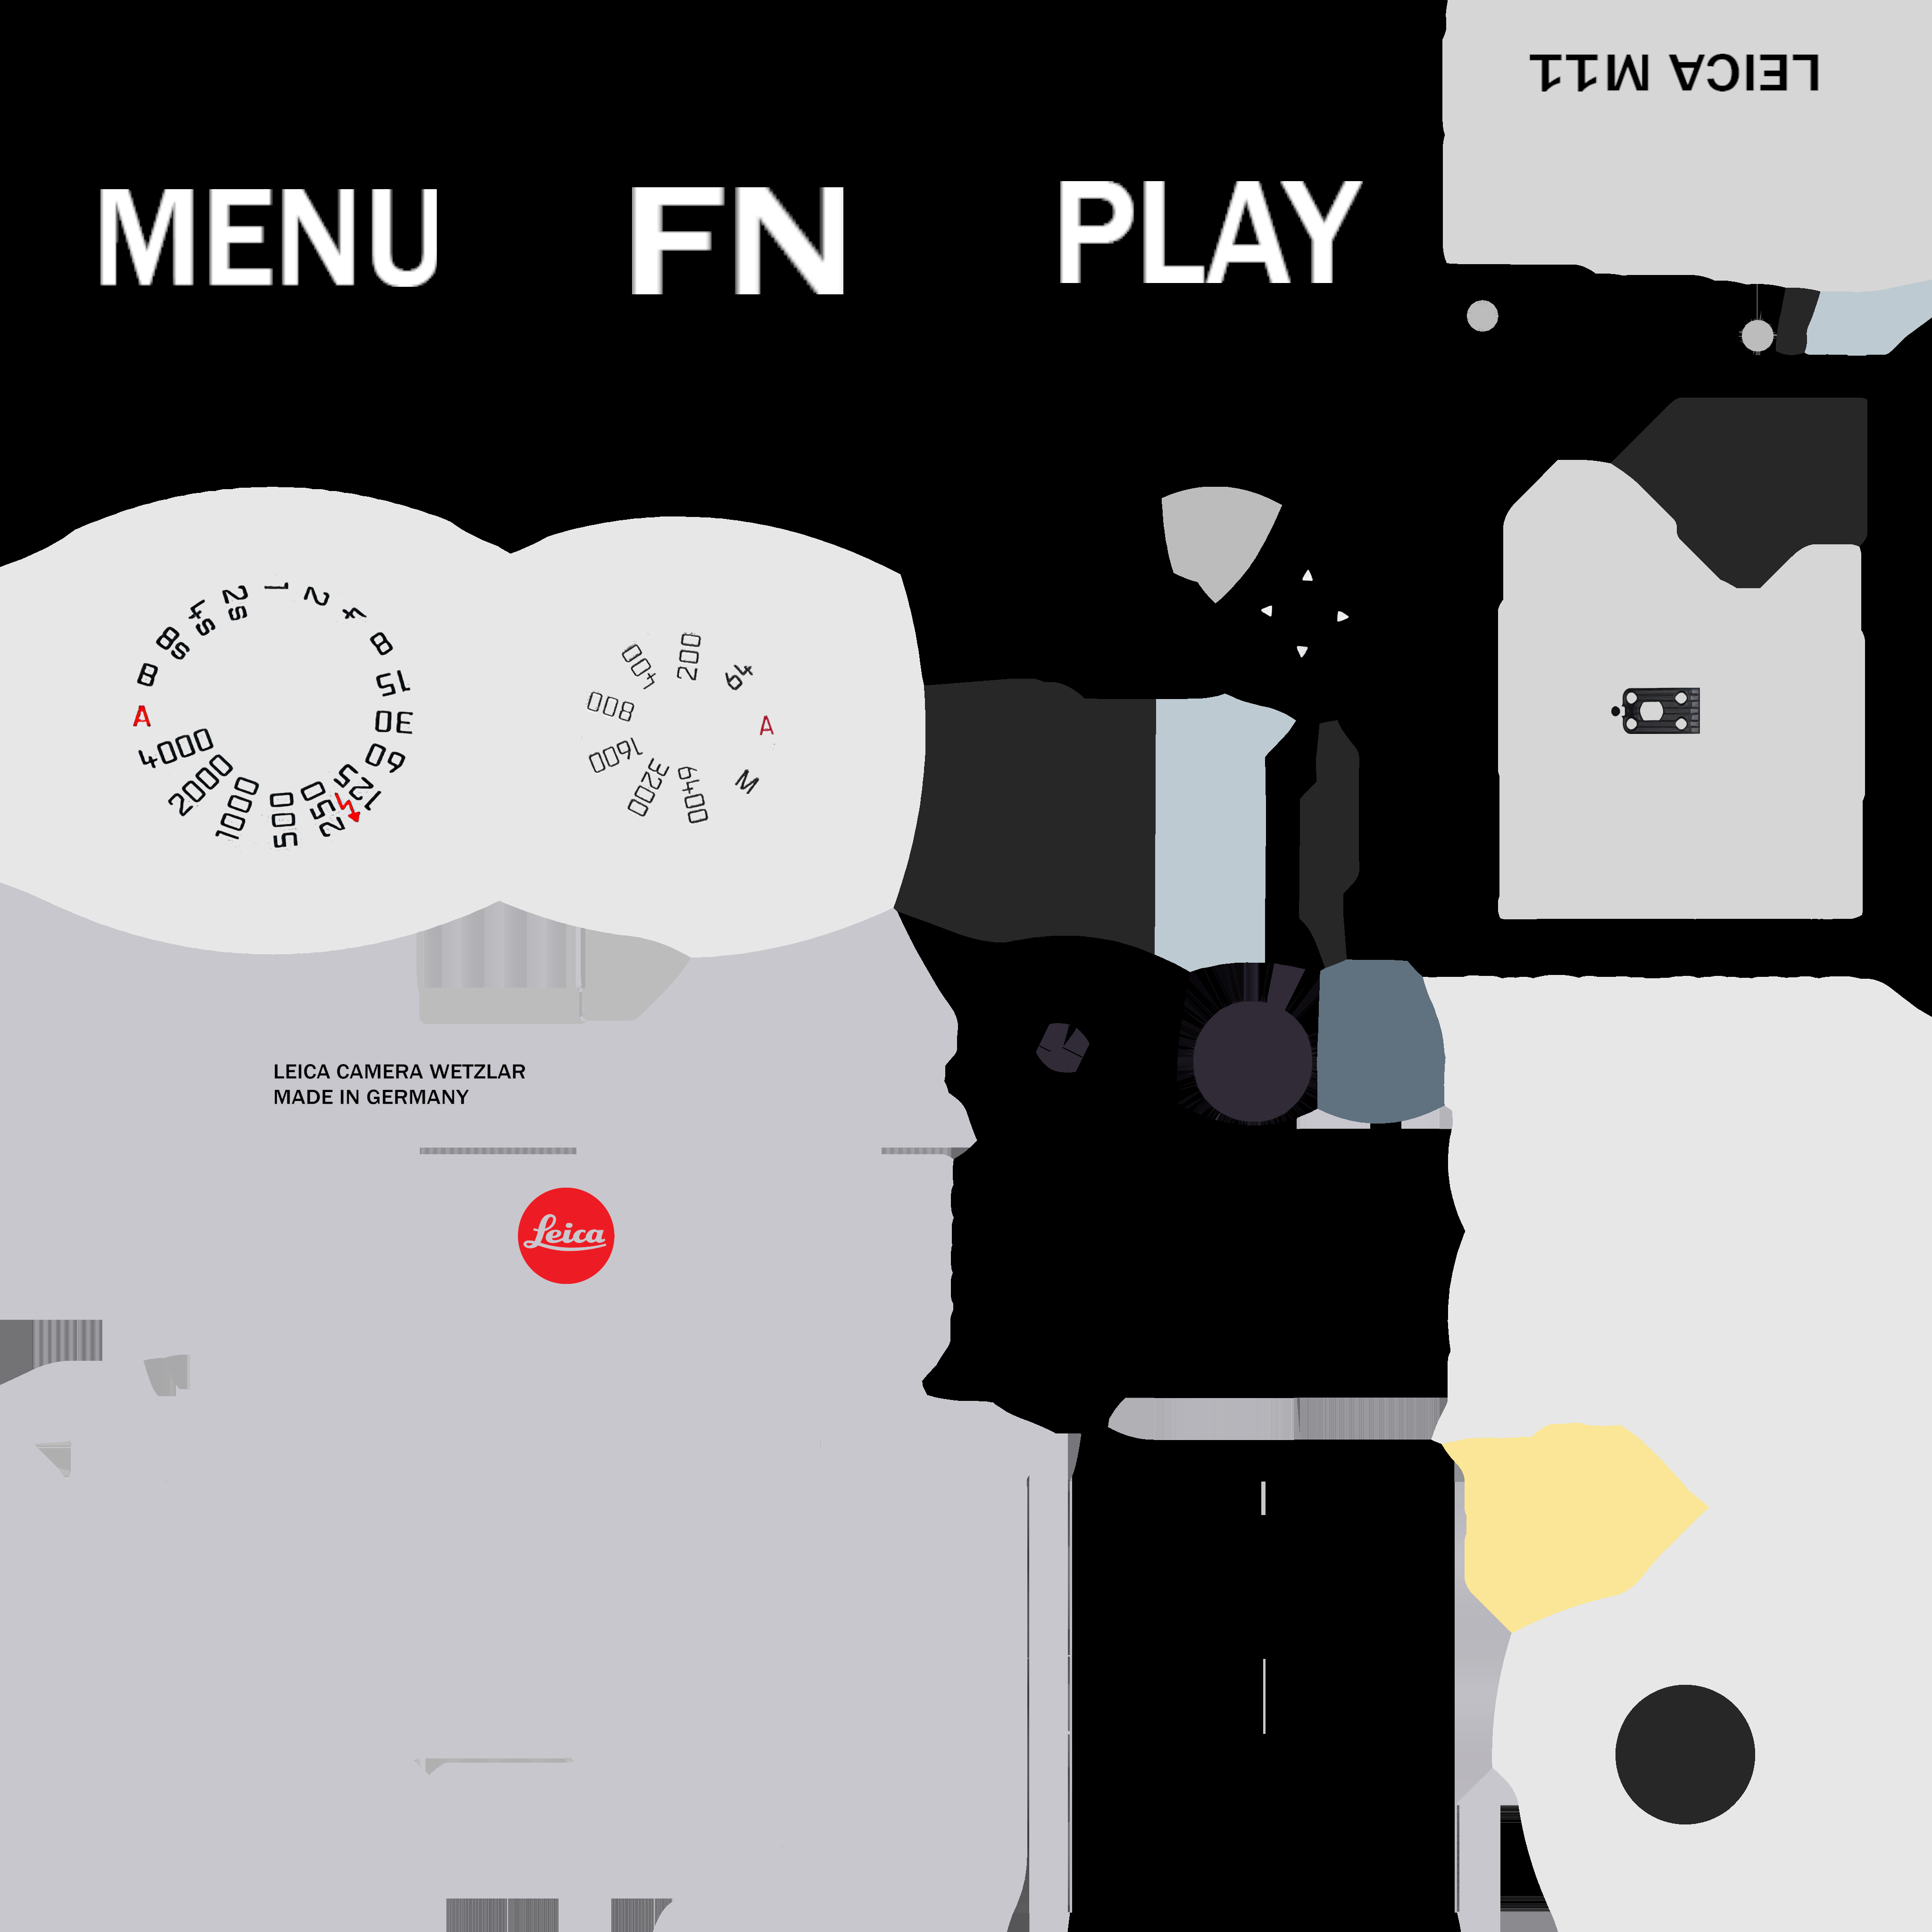 LEICA M11
MENU
FN
PLAY
A
B
8s
4s
2s
1
2
4
8
15
30
60
125
250
500
1000
2000
4000
A
64
200
400
800
1600
3200
6400
M
LEICA CAMERA WETZLAR
MADE IN GERMANY
Leica